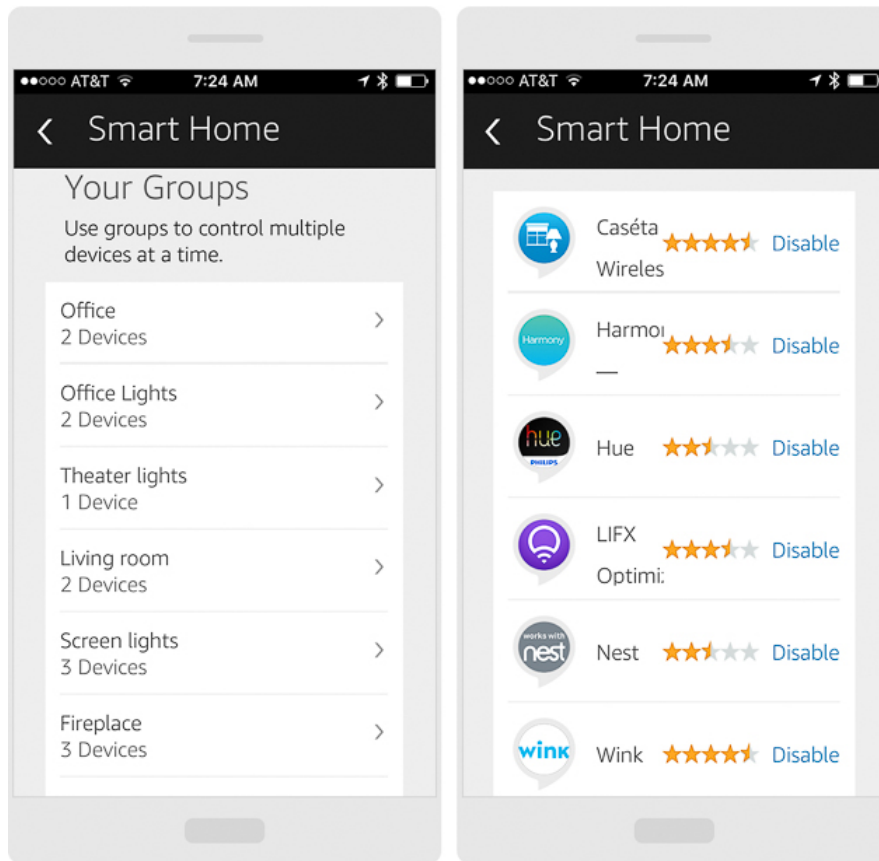 AT&T 7:24 AM
Smart Home
Your Groups
Use groups to control multiple
devices at a time.
Office
2 Devices
Office Lights
2 Devices
Theater lights
1 Device
Living room
2 Devices
Screen lights
3 Devices
Fireplace
3 Devices
AT&T 7:24 AM
Smart Home
Caséta
Wireles
Disable
Harmony
Harmon
—
Disable
hue
PHILIPS
Hue
Disable
LIFX
Optimiz
Disable
works with
nest
Nest
Disable
wink
Wink
Disable